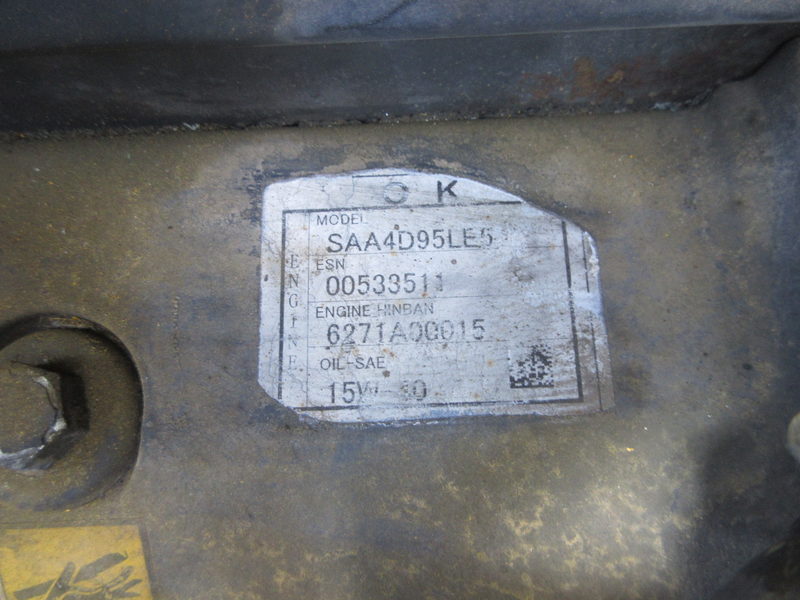 O K
MODEL
SAA4D95LE5
ENGINE
ESN
00533511
ENGINE HINBAN
6271A00015
OIL-SAE